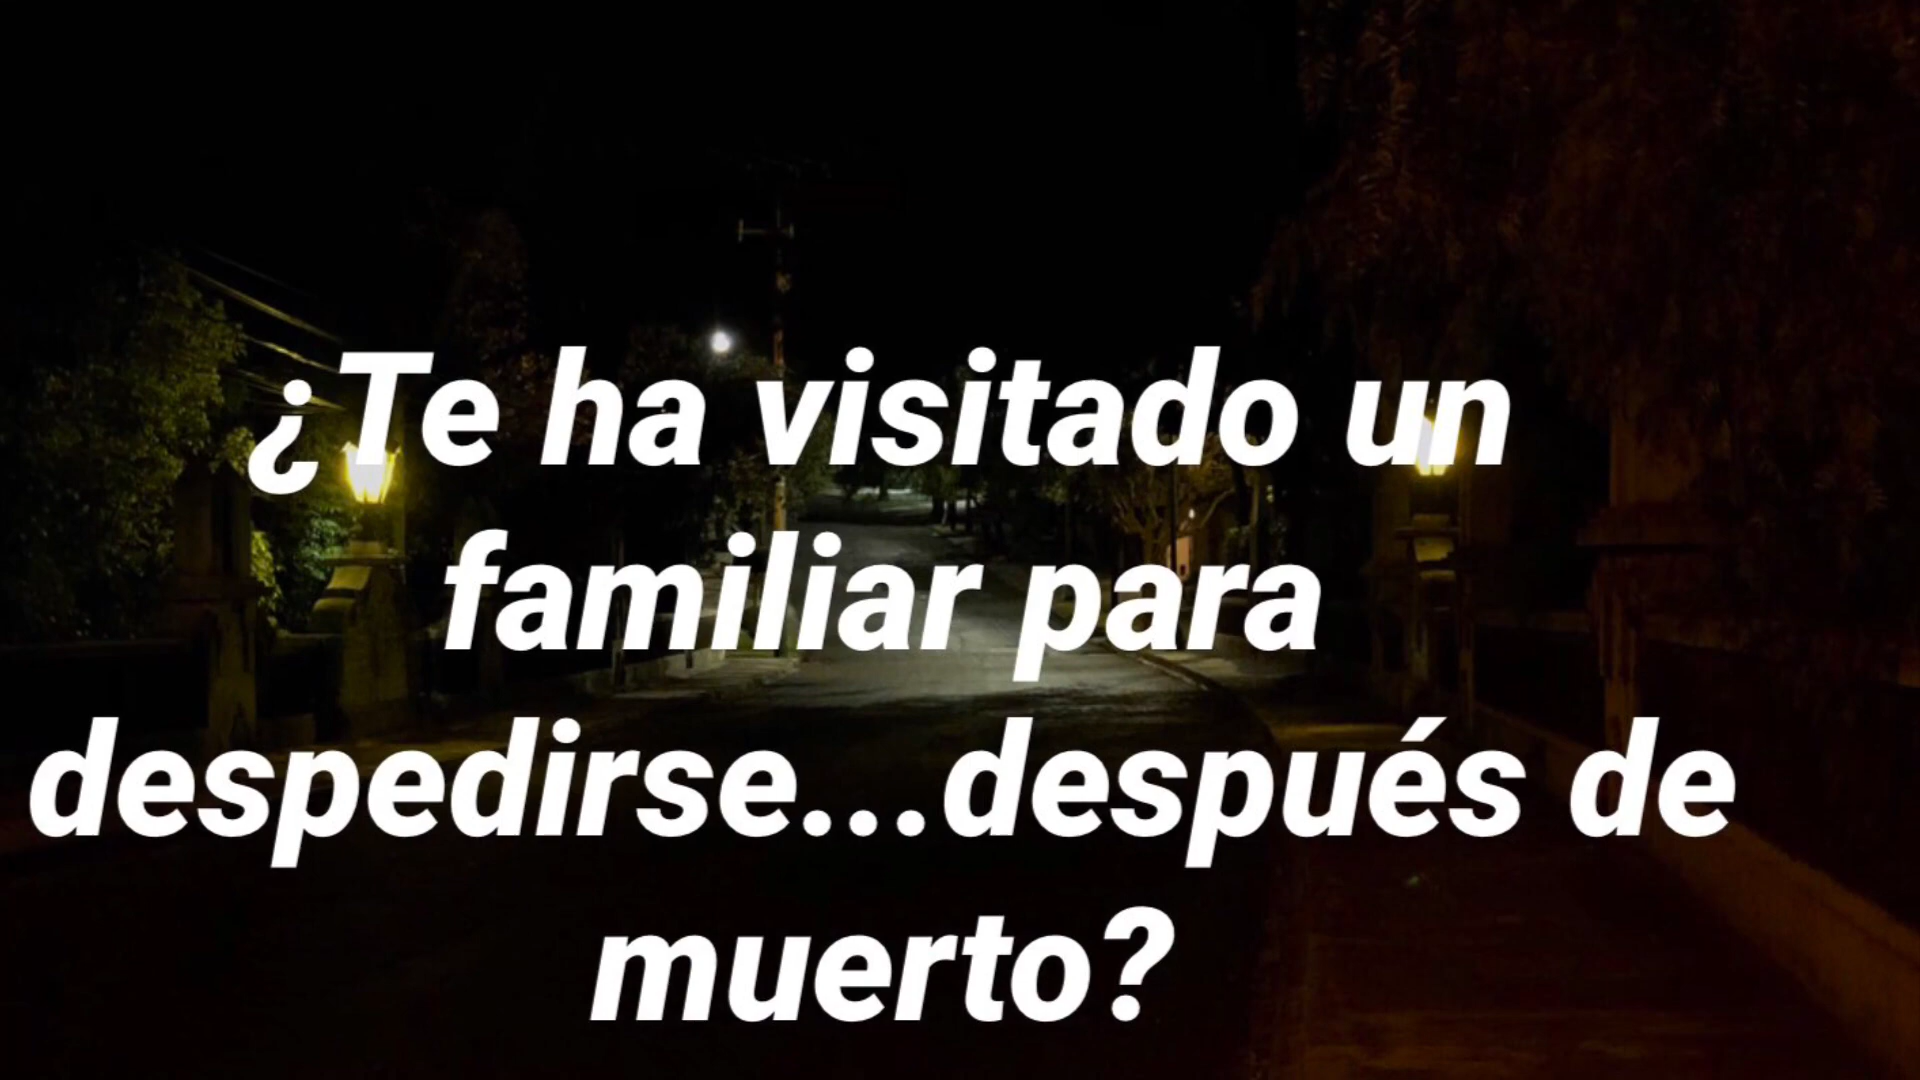 ¿Te ha visitado un
familiar para
despedirse...después de
muerto?